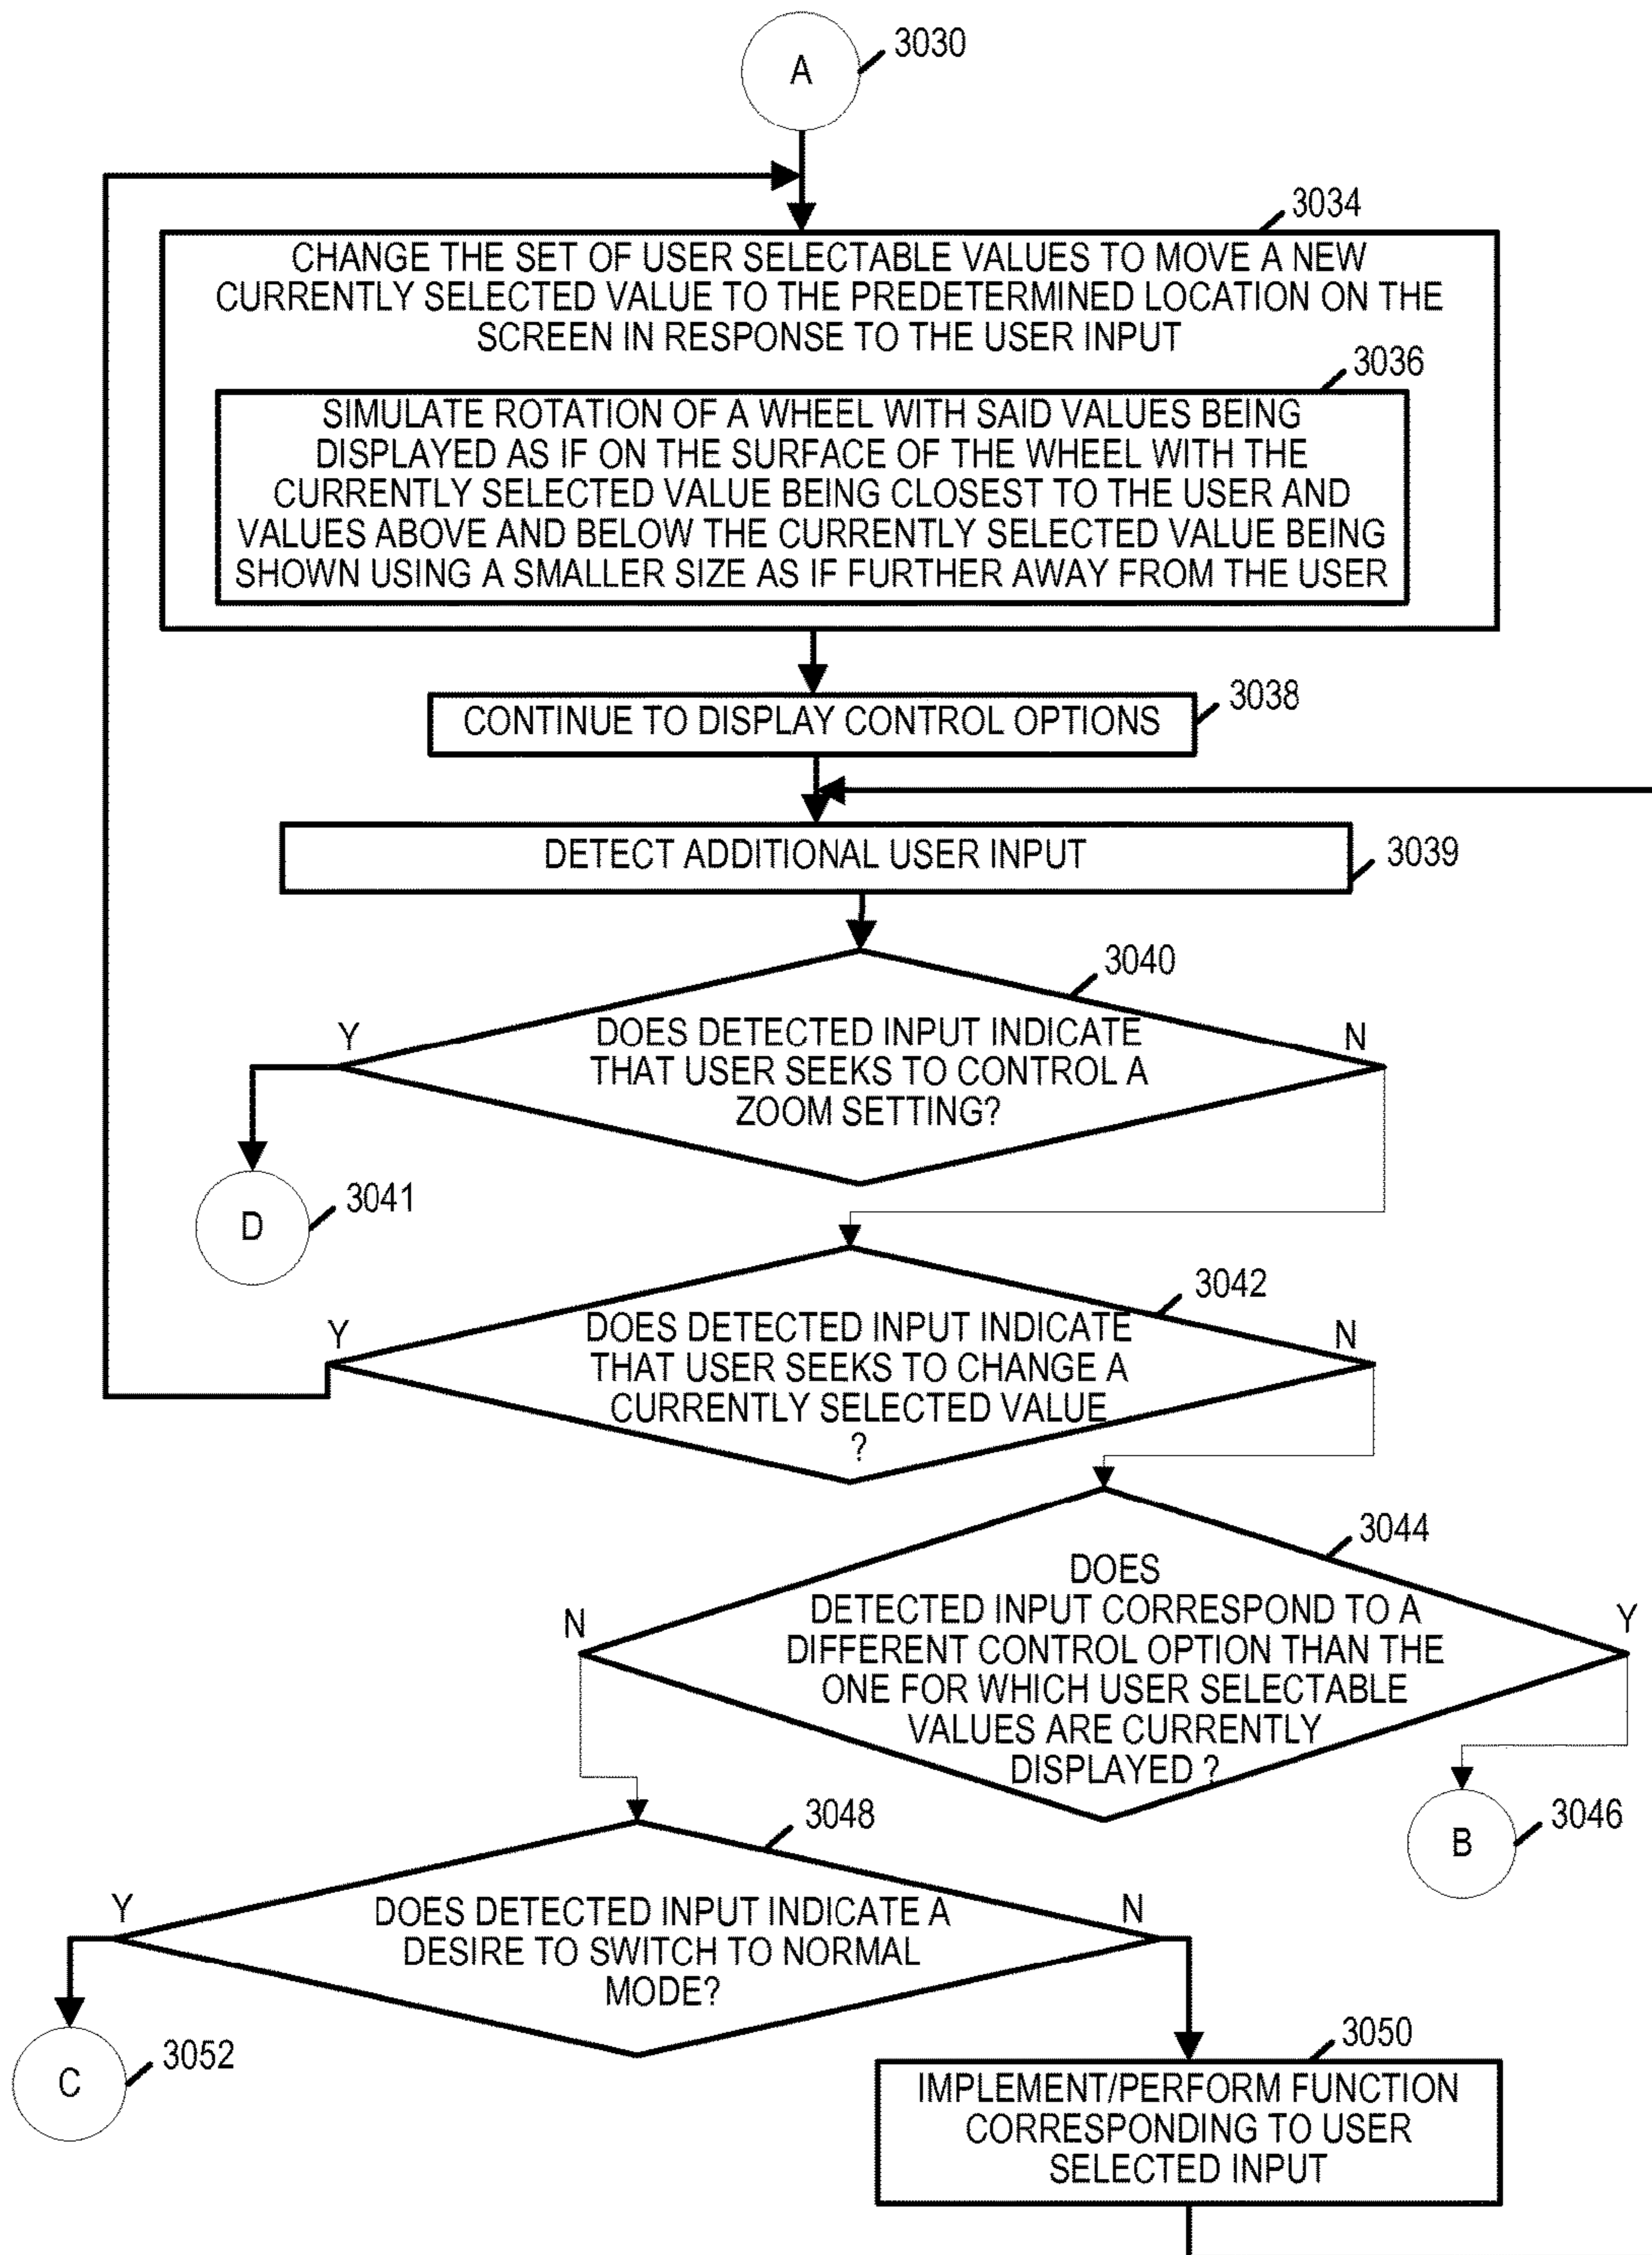 A
3030
3034
CHANGE THE SET OF USER SELECTABLE VALUES TO MOVE A NEW
CURRENTLY SELECTED VALUE TO THE PREDETERMINED LOCATION ON THE
SCREEN IN RESPONSE TO THE USER INPUT
3036
SIMULATE ROTATION OF A WHEEL WITH SAID VALUES BEING
DISPLAYED AS IF ON THE SURFACE OF THE WHEEL WITH THE
CURRENTLY SELECTED VALUE BEING CLOSEST TO THE USER AND
VALUES ABOVE AND BELOW THE CURRENTLY SELECTED VALUE BEING
SHOWN USING A SMALLER SIZE AS IF FURTHER AWAY FROM THE USER
CONTINUE TO DISPLAY CONTROL OPTIONS
3038
DETECT ADDITIONAL USER INPUT
3039
3040
Y
N
DOES DETECTED INPUT INDICATE
THAT USER SEEKS TO CONTROL A
ZOOM SETTING?
D
3041
3042
Y
N
DOES DETECTED INPUT INDICATE
THAT USER SEEKS TO CHANGE A
CURRENTLY SELECTED VALUE
?
3044
N
Y
DOES
DETECTED INPUT CORRESPOND TO A
DIFFERENT CONTROL OPTION THAN THE
ONE FOR WHICH USER SELECTABLE
VALUES ARE CURRENTLY
DISPLAYED ?
B
3046
3048
Y
N
DOES DETECTED INPUT INDICATE A
DESIRE TO SWITCH TO NORMAL
MODE?
C
3052
3050
IMPLEMENT/PERFORM FUNCTION
CORRESPONDING TO USER
SELECTED INPUT